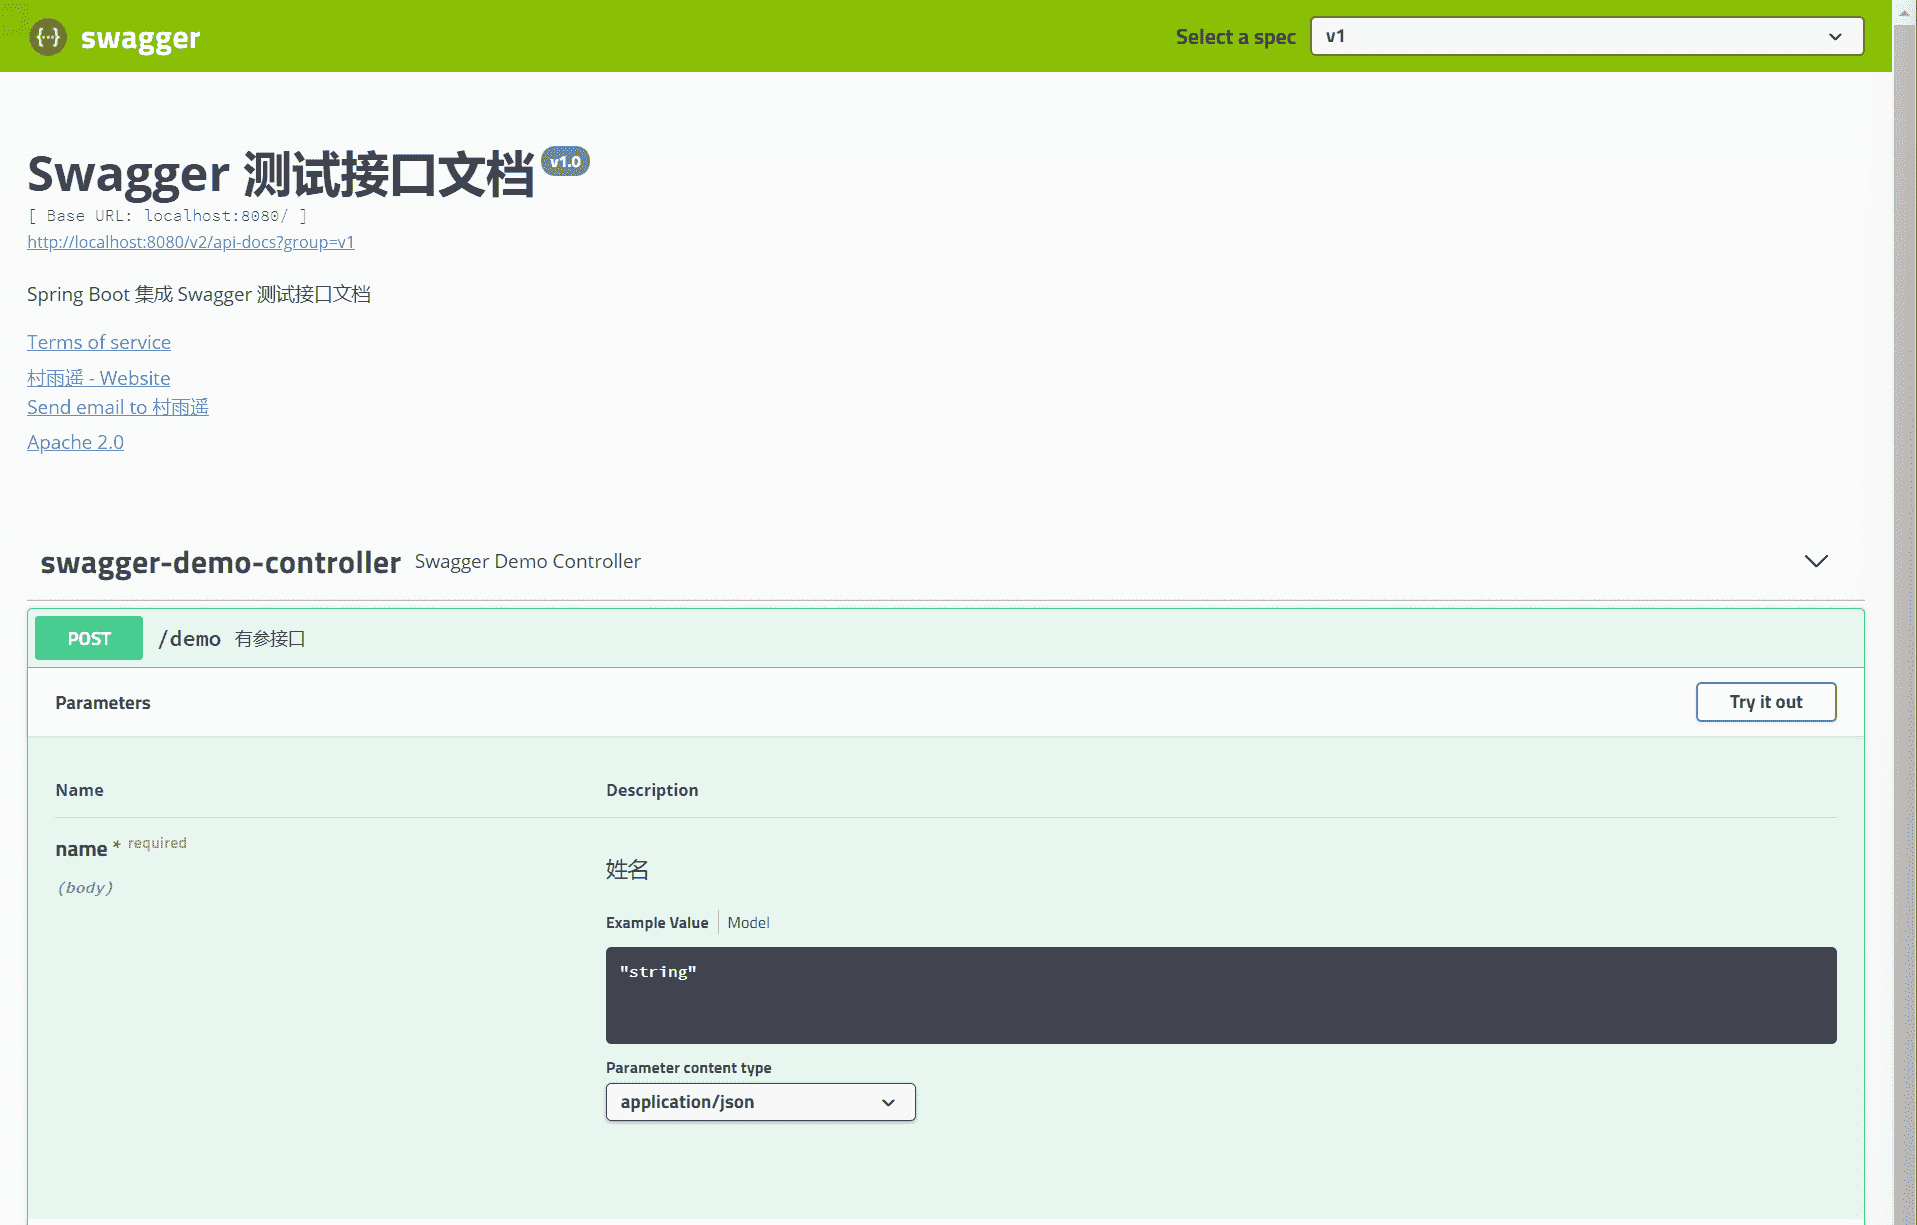 swagger
Select a spec
v1
Swagger 测试接口文档 v1.0
[ Base URL: localhost:8080/ ]
http://localhost:8080/v2/api-docs?group=v1
Spring Boot 集成 Swagger 测试接口文档
Terms of service
村雨遥 - Website
Send email to 村雨遥
Apache 2.0
swagger-demo-controller Swagger Demo Controller
POST /demo 有参接口
Parameters
Try it out
Name Description
name * required
(body)
姓名
Example Value Model
"string"
Parameter content type
application/json